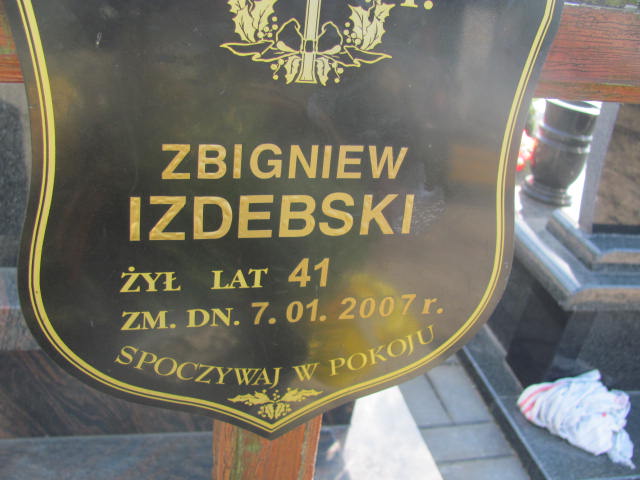 ZBIGNIEW
IZDEBSKI
ŻYŁ LAT 41
ZM. DN. 7. 01. 2007 r.
SPOCZYWAJ W POKOJU